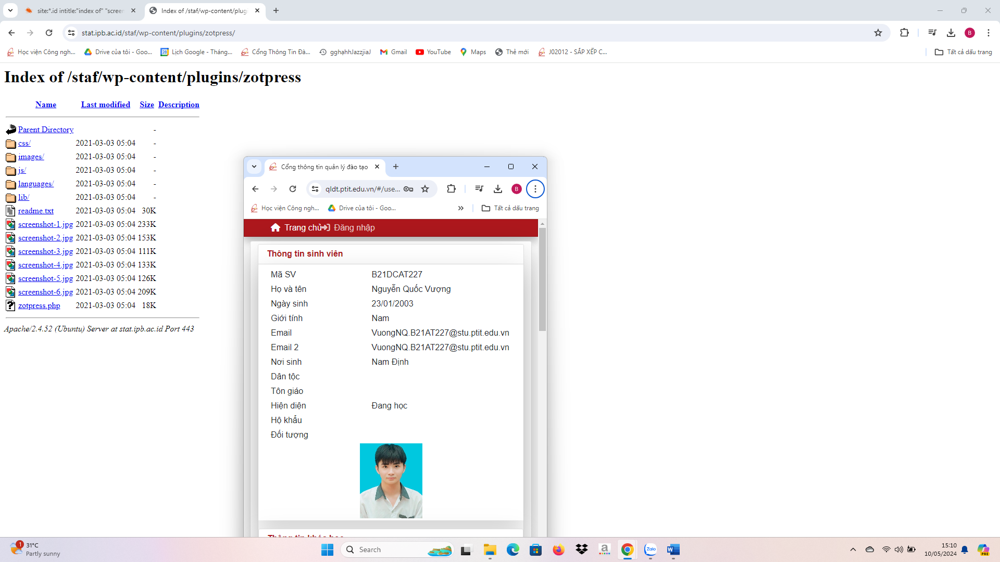 site:*.id intitle:"index of" "screen
Index of /staf/wp-content/plug
stat.ipb.ac.id/staf/wp-content/plugins/zotpress/
B
Học viện Công ngh... Drive của tôi - Goo... 28 Lịch Google - Tháng... Cổng Thông Tin Đà... gghạhhJazzjiaJ Gmail YouTube Maps Thẻ mới J02012 - SẮP XẾP C... Tất cả dấu trang
Index of /staf/wp-content/plugins/zotpress
Name Last modified Size Description
Parent Directory -
css/ 2021-03-03 05:04 -
images/ 2021-03-03 05:04 -
js/ 2021-03-03 05:04 -
languages/ 2021-03-03 05:04 -
lib/ 2021-03-03 05:04 -
readme.txt 2021-03-03 05:04 30K
screenshot-1.jpg 2021-03-03 05:04 233K
screenshot-2.jpg 2021-03-03 05:04 153K
screenshot-3.jpg 2021-03-03 05:04 111K
screenshot-4.jpg 2021-03-03 05:04 133K
screenshot-5.jpg 2021-03-03 05:04 126K
screenshot-6.jpg 2021-03-03 05:04 209K
zotpress.php 2021-03-03 05:04 18K
Apache/2.4.52 (Ubuntu) Server at stat.ipb.ac.id Port 443
Cổng thông tin quản lý đào tạo
qldt.ptit.edu.vn/#/use...
B
Học viện Công ngh... Drive của tôi - Goo... Tất cả dấu trang
Trang chủ Đăng nhập
Thông tin sinh viên
Mã SV B21DCAT227
Họ và tên Nguyễn Quốc Vượng
Ngày sinh 23/01/2003
Giới tính Nam
Email VuongNQ.B21AT227@stu.ptit.edu.vn
Email 2 VuongNQ.B21AT227@stu.ptit.edu.vn
Nơi sinh Nam Định
Dân tộc
Tôn giáo
Hiện diện Đang học
Hộ khẩu
Đối tượng
Thông tin khóa học
1
31°C
Partly sunny
Search
a
Zalo
W
15:10
10/05/2024
PRE